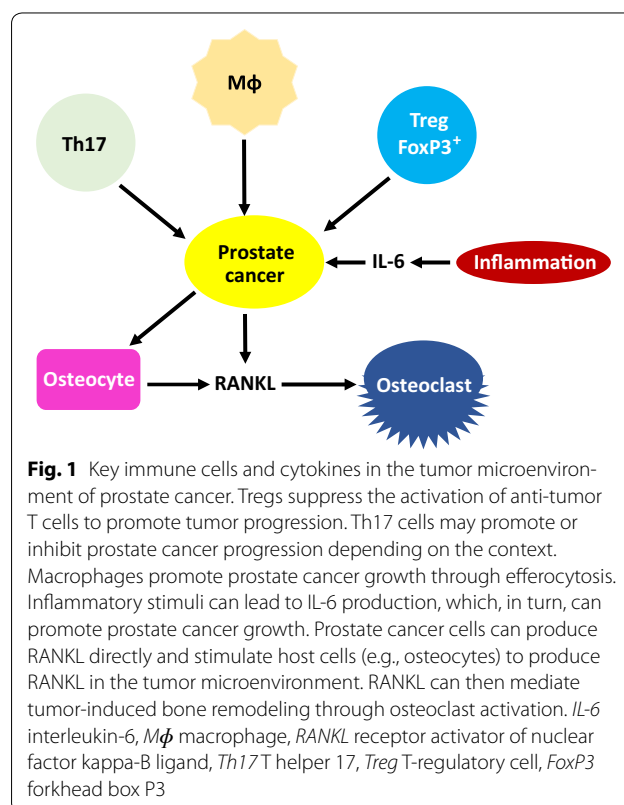 Mϕ
Th17
Treg
FoxP3+
Prostate
cancer
IL-6
Inflammation
Osteocyte
RANKL
Osteoclast
Fig. 1 Key immune cells and cytokines in the tumor microenviron-
ment of prostate cancer. Tregs suppress the activation of anti-tumor
T cells to promote tumor progression. Th17 cells may promote or
inhibit prostate cancer progression depending on the context.
Macrophages promote prostate cancer growth through efferocytosis.
Inflammatory stimuli can lead to IL-6 production, which, in turn, can
promote prostate cancer growth. Prostate cancer cells can produce
RANKL directly and stimulate host cells (e.g., osteocytes) to produce
RANKL in the tumor microenvironment. RANKL can then mediate
tumor-induced bone remodeling through osteoclast activation. IL-6
interleukin-6, Mϕ macrophage, RANKL receptor activator of nuclear
factor kappa-B ligand, Th17 T helper 17, Treg T-regulatory cell, FoxP3
forkhead box P3